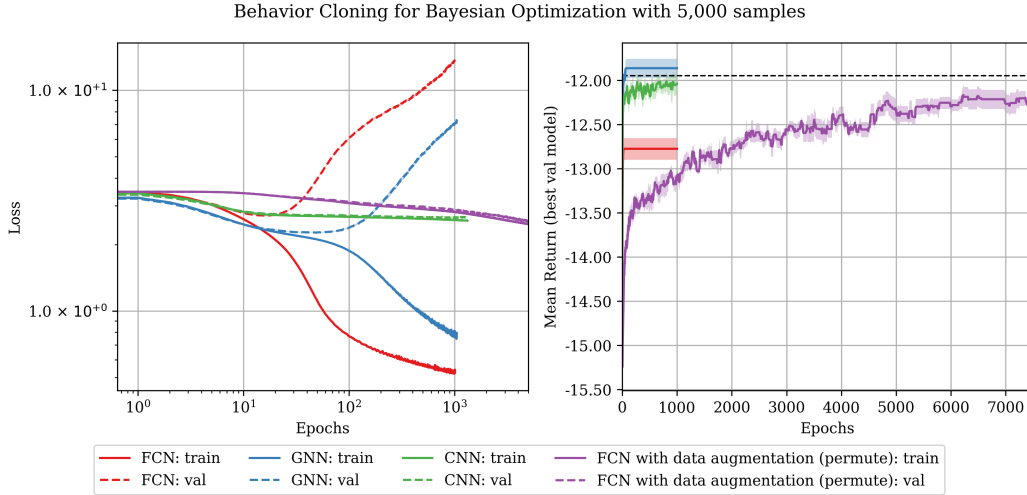 Behavior Cloning for Bayesian Optimization with 5,000 samples
Loss
1.0 × 10^+1
1.0 × 10^+0
10^0
10^1
10^2
10^3
Epochs
Mean Return (best val model)
-12.00
-12.50
-13.00
-13.50
-14.00
-14.50
-15.00
-15.50
0
1000
2000
3000
4000
5000
6000
7000
Epochs
FCN: train
FCN: val
GNN: train
GNN: val
CNN: train
CNN: val
FCN with data augmentation (permute): train
FCN with data augmentation (permute): val